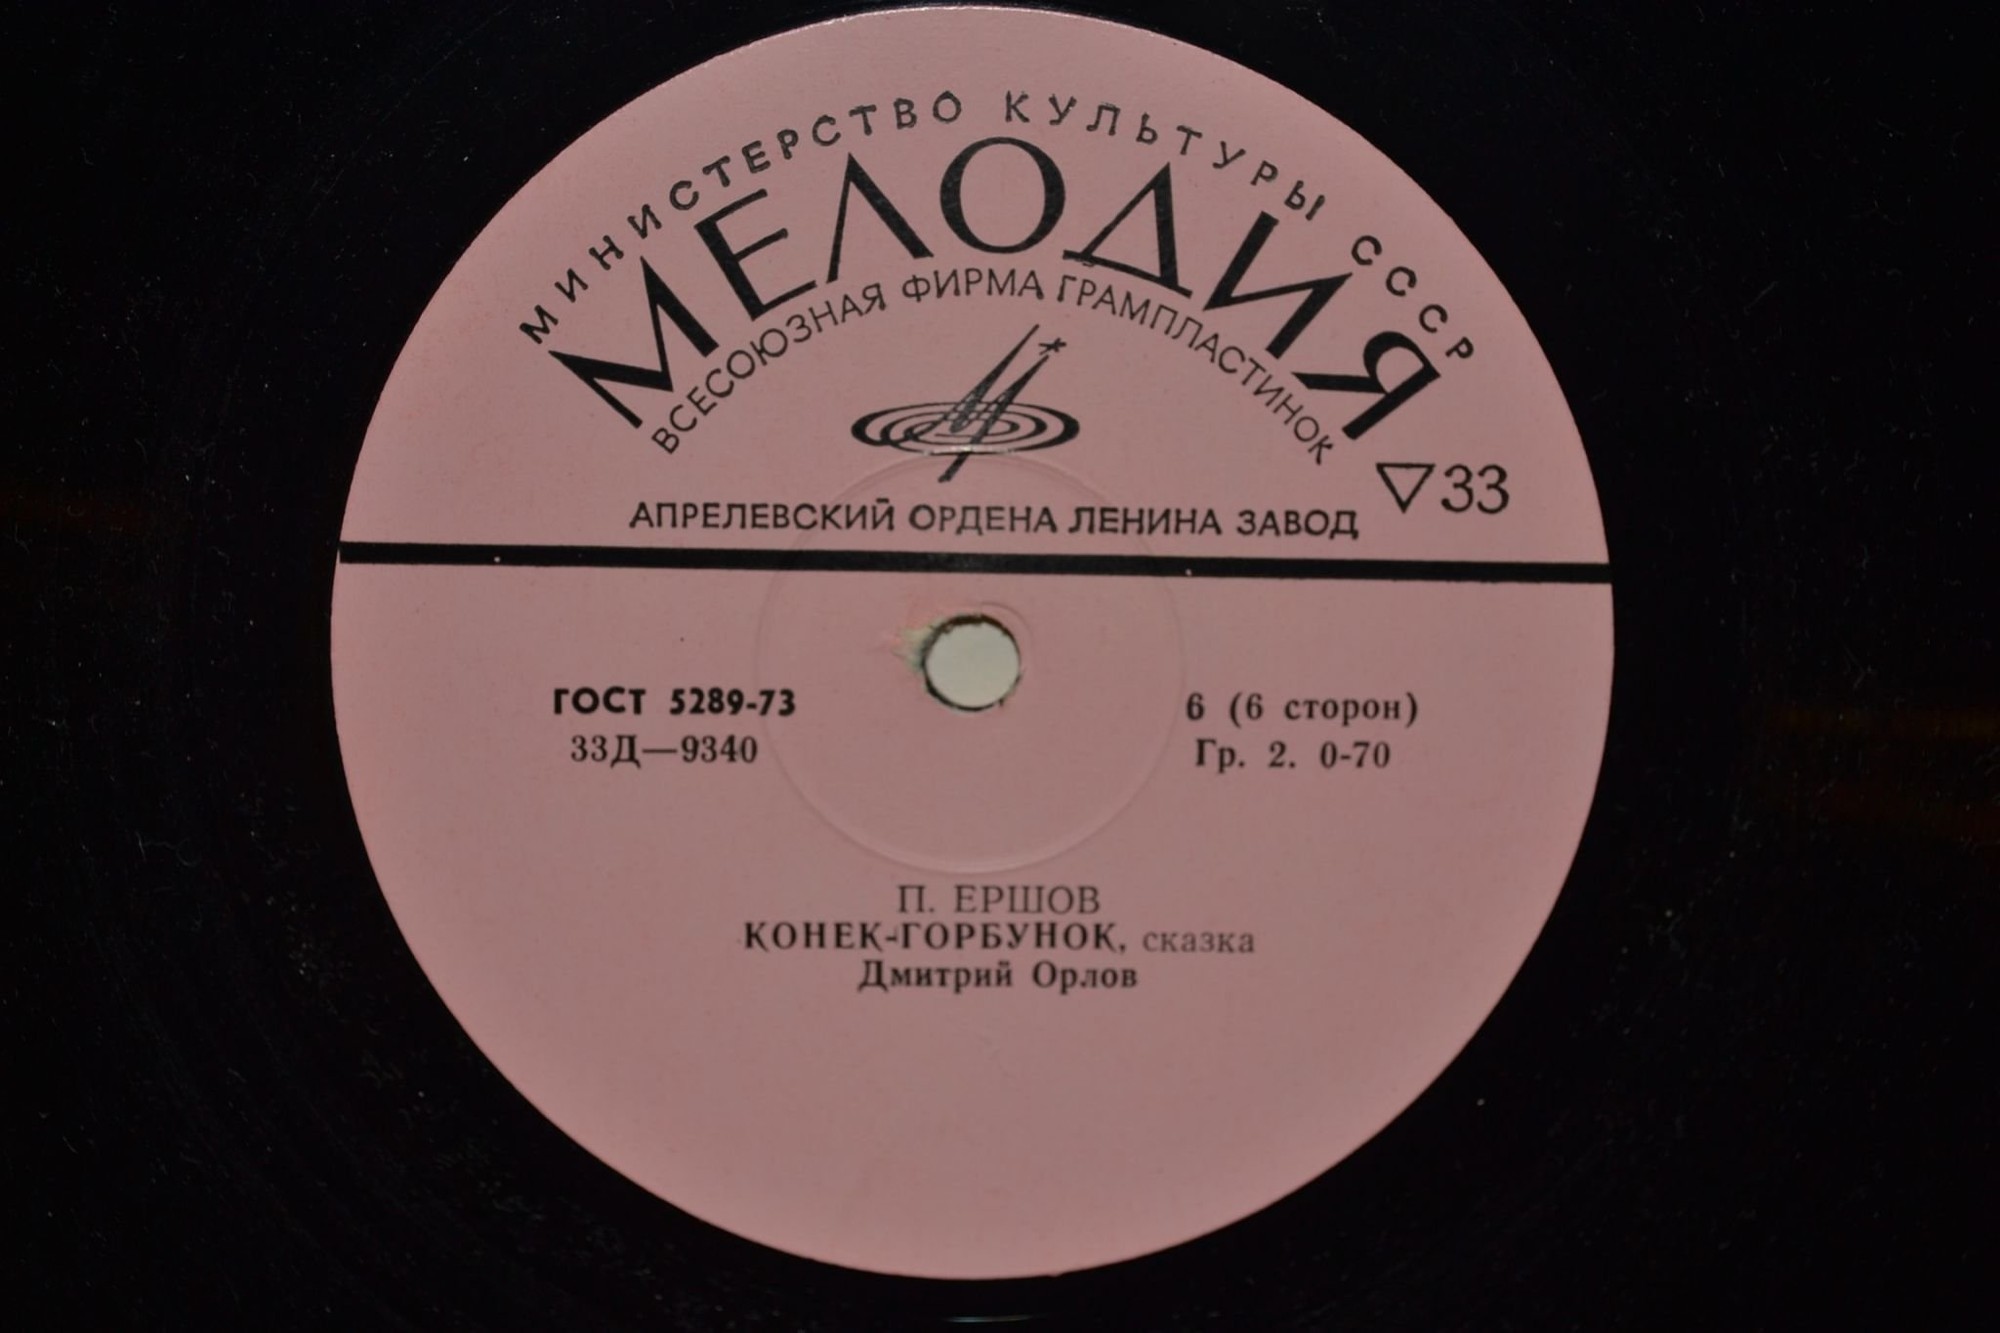 МИНИСТЕРСТВО КУЛЬТУРЫ СССР
МЕЛОДИЯ
ВСЕСОЮЗНАЯ ФИРМА ГРАМПЛАСТИНОК
▽33
АПРЕЛЕВСКИЙ ОРДЕНА ЛЕНИНА ЗАВОД
ГОСТ 5289-73
33Д—9340
6 (6 сторон)
Гр. 2. 0-70
П. ЕРШОВ
КОНЕК-ГОРБУНОК, сказка
Дмитрий Орлов